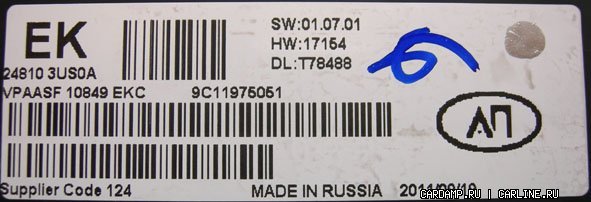 EK
SW:01.07.01
HW:17154
DL:T78488
24810 3US0A
VPAASF 10849 EKC 9C11975051
АП
Supplier Code 124
MADE IN RUSSIA
CARDAMP.RU | CARLINE.RU